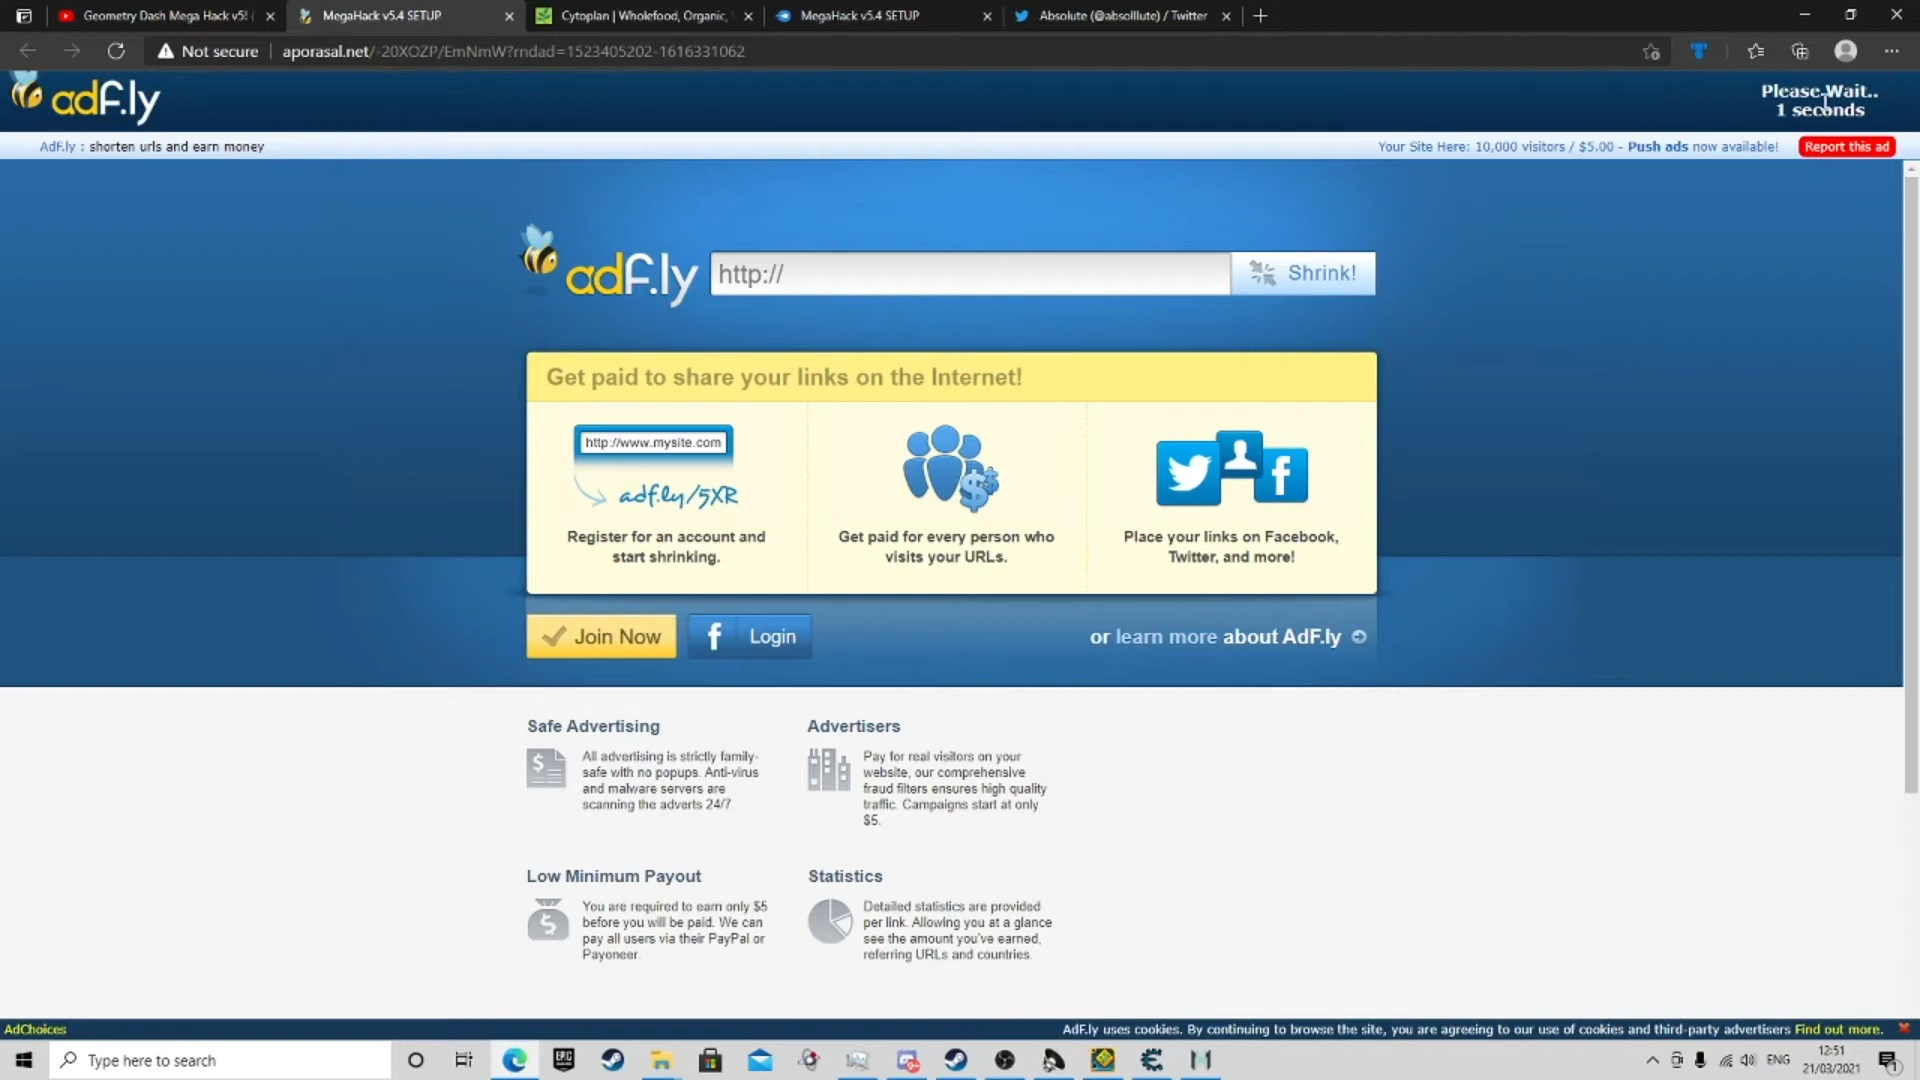 Geometry Dash Mega Hack v5! (
MegaHack v5.4 SETUP
Cytoplan | Wholefood, Organic,
MegaHack v5.4 SETUP
Absolute (@absolllute) / Twitter
Not secure
aporasal.net/-20XOZP/EmNmW?rndad=1523405202-1616331062
adf.ly
Please Wait..
1 seconds
AdF.ly : shorten urls and earn money
Your Site Here: 10,000 visitors / $5.00 - Push ads now available!
Report this ad
adf.ly
http://
Shrink!
Get paid to share your links on the Internet!
http://www.mysite.com
adf.ly/5XR
Register for an account and
start shrinking.
Get paid for every person who
visits your URLs.
Place your links on Facebook,
Twitter, and more!
Join Now
Login
or learn more about AdF.ly
Safe Advertising
All advertising is strictly family-
safe with no popups. Anti-virus
and malware servers are
scanning the adverts 24/7
Advertisers
Pay for real visitors on your
website, our comprehensive
fraud filters ensures high quality
traffic. Campaigns start at only
$5.
Low Minimum Payout
You are required to earn only $5
before you will be paid. We can
pay all users via their PayPal or
Payoneer.
Statistics
Detailed statistics are provided
per link. Allowing you at a glance
see the amount you've earned,
referring URLs and countries.
AdChoices
AdF.ly uses cookies. By continuing to browse the site, you are agreeing to our use of cookies and third-party advertisers Find out more.
Type here to search
EPIC
ENG
12:51
21/03/2021